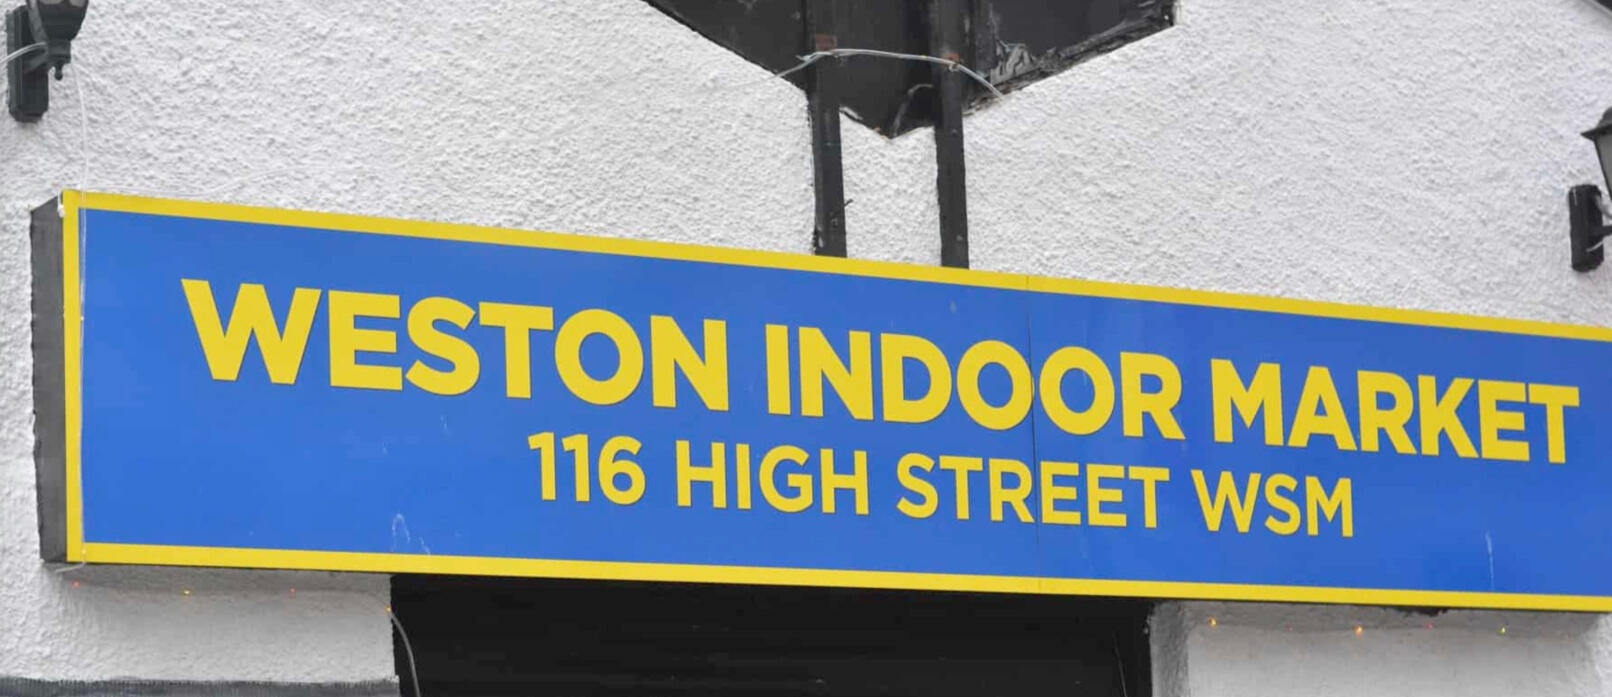 WESTON INDOOR MARKET
116 HIGH STREET WSM